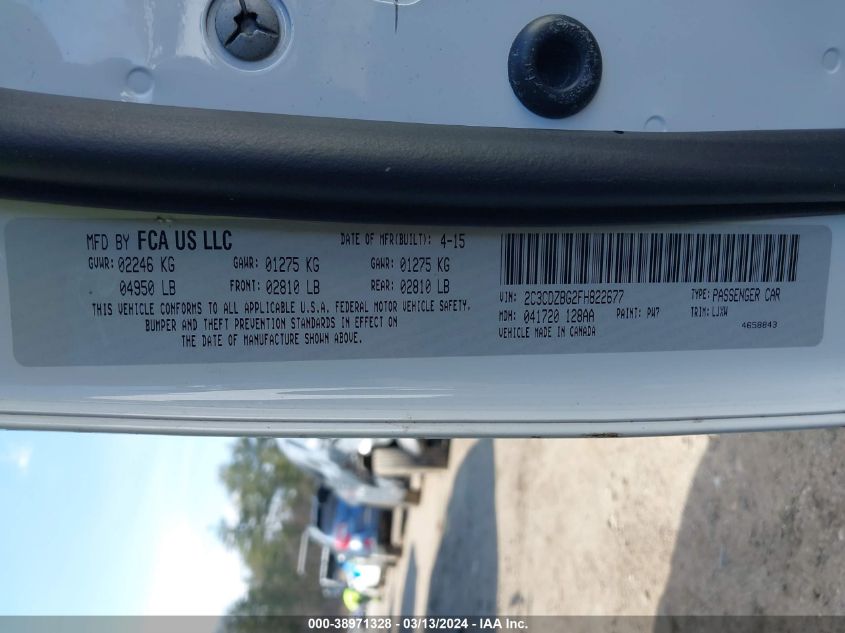 MFD BY FCA US LLC DATE OF MFR(BUILT): 4-15
GVWR: 02246 KG GAWR: 01275 KG GAWR: 01275 KG
04950 LB FRONT: 02810 LB REAR: 02810 LB
THIS VEHICLE CONFORMS TO ALL APPLICABLE U.S.A. FEDERAL MOTOR VEHICLE SAFETY,
BUMPER AND THEFT PREVENTION STANDARDS IN EFFECT ON
THE DATE OF MANUFACTURE SHOWN ABOVE.
VIN: 2C3CDZBG2FH822677 TYPE: PASSENGER CAR
MDH: 041720 128AA PAINT: PW7 TRIM: LJXW
VEHICLE MADE IN CANADA 4658843
000-38971328 - 03/13/2024 - IAA Inc.